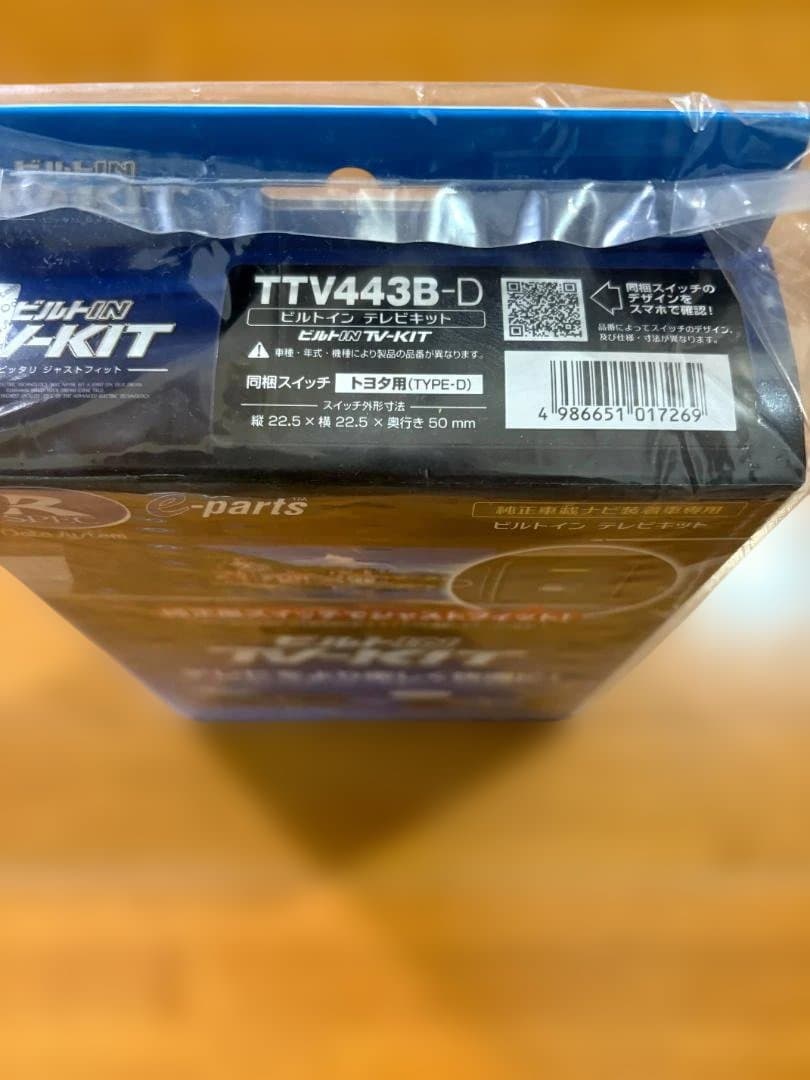 ビルトIN
V-KIT
ピッタリ ジャストフィット
TTV443B-D
ビルトイン テレビキット
ビルトIN TV-KIT
車種・年式・機種により製品の品番が異なります。
同梱スイッチ トヨタ用(TYPE-D)
スイッチ外形寸法
縦 22.5 × 横 22.5 × 奥行き 50 mm
同梱スイッチの
デザインを
スマホで確認!
品番によってスイッチのデザイン、
及び仕様・寸法が異なります。
4 986651 017269
e-parts™
純正車載ナビ装着車専用
ビルトイン テレビキット
ビルトIN
TV-KIT